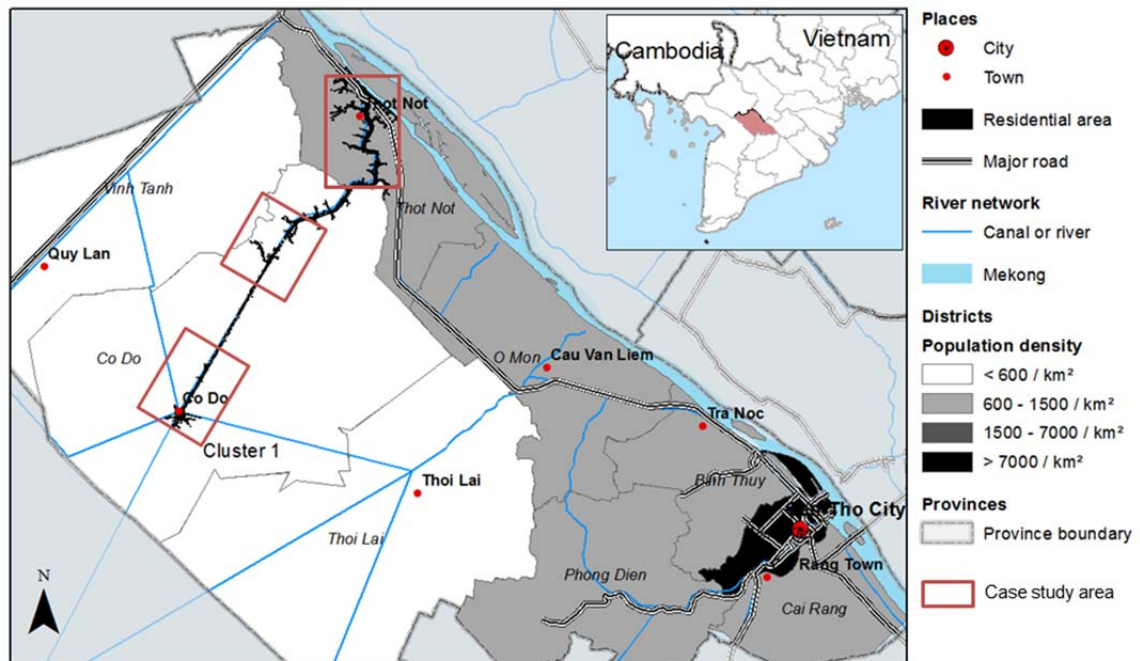 Cambodia
Vietnam
Thot Not
Vinh Tanh
Thot Not
Quy Lan
Co Do
O Mon
Cau Van Liem
Co Do
Tra Noc
Cluster 1
Binh Thuy
Thoi Lai
Tho City
Thoi Lai
Rang Town
Phong Dien
Cai Rang
N
Places
City
Town
Residential area
Major road
River network
Canal or river
Mekong
Districts
Population density
< 600 / km²
600 - 1500 / km²
1500 - 7000 / km²
> 7000 / km²
Provinces
Province boundary
Case study area